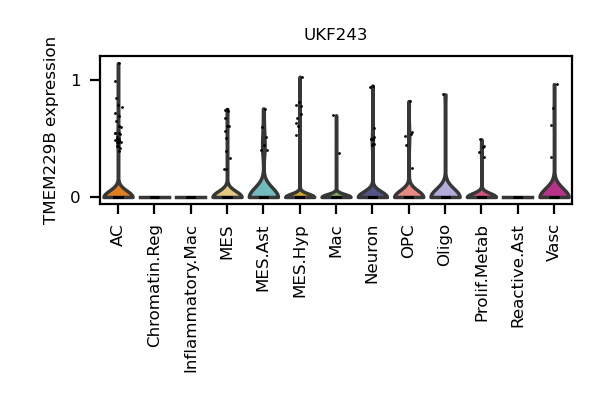 UKF243
TMEM229B expression
1
0
AC
Chromatin.Reg
Inflammatory.Mac
MES
MES.Ast
MES.Hyp
Mac
Neuron
OPC
Oligo
Prolif.Metab
Reactive.Ast
Vasc